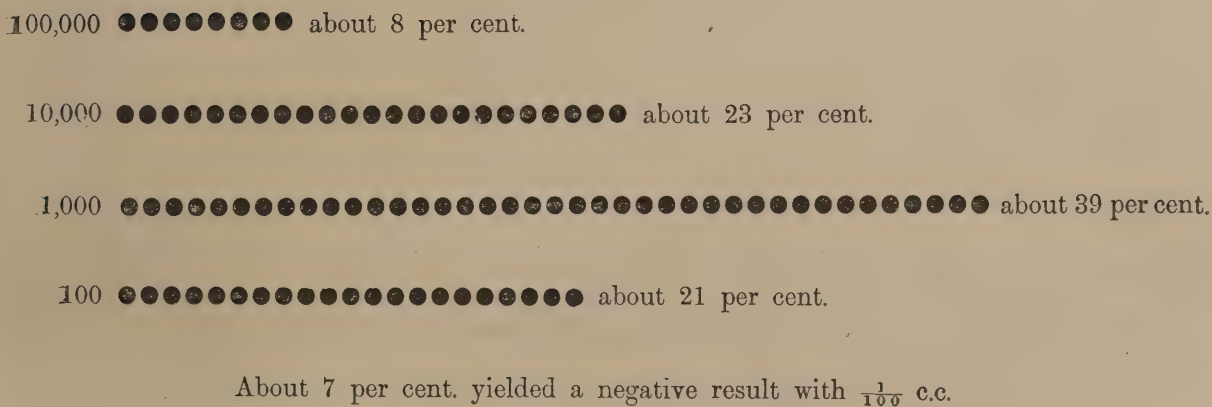 100,000 about 8 per cent.
10,000 about 23 per cent.
1,000 about 39 per cent.
100 about 21 per cent.
About 7 per cent. yielded a negative result with 1/100 c.c.